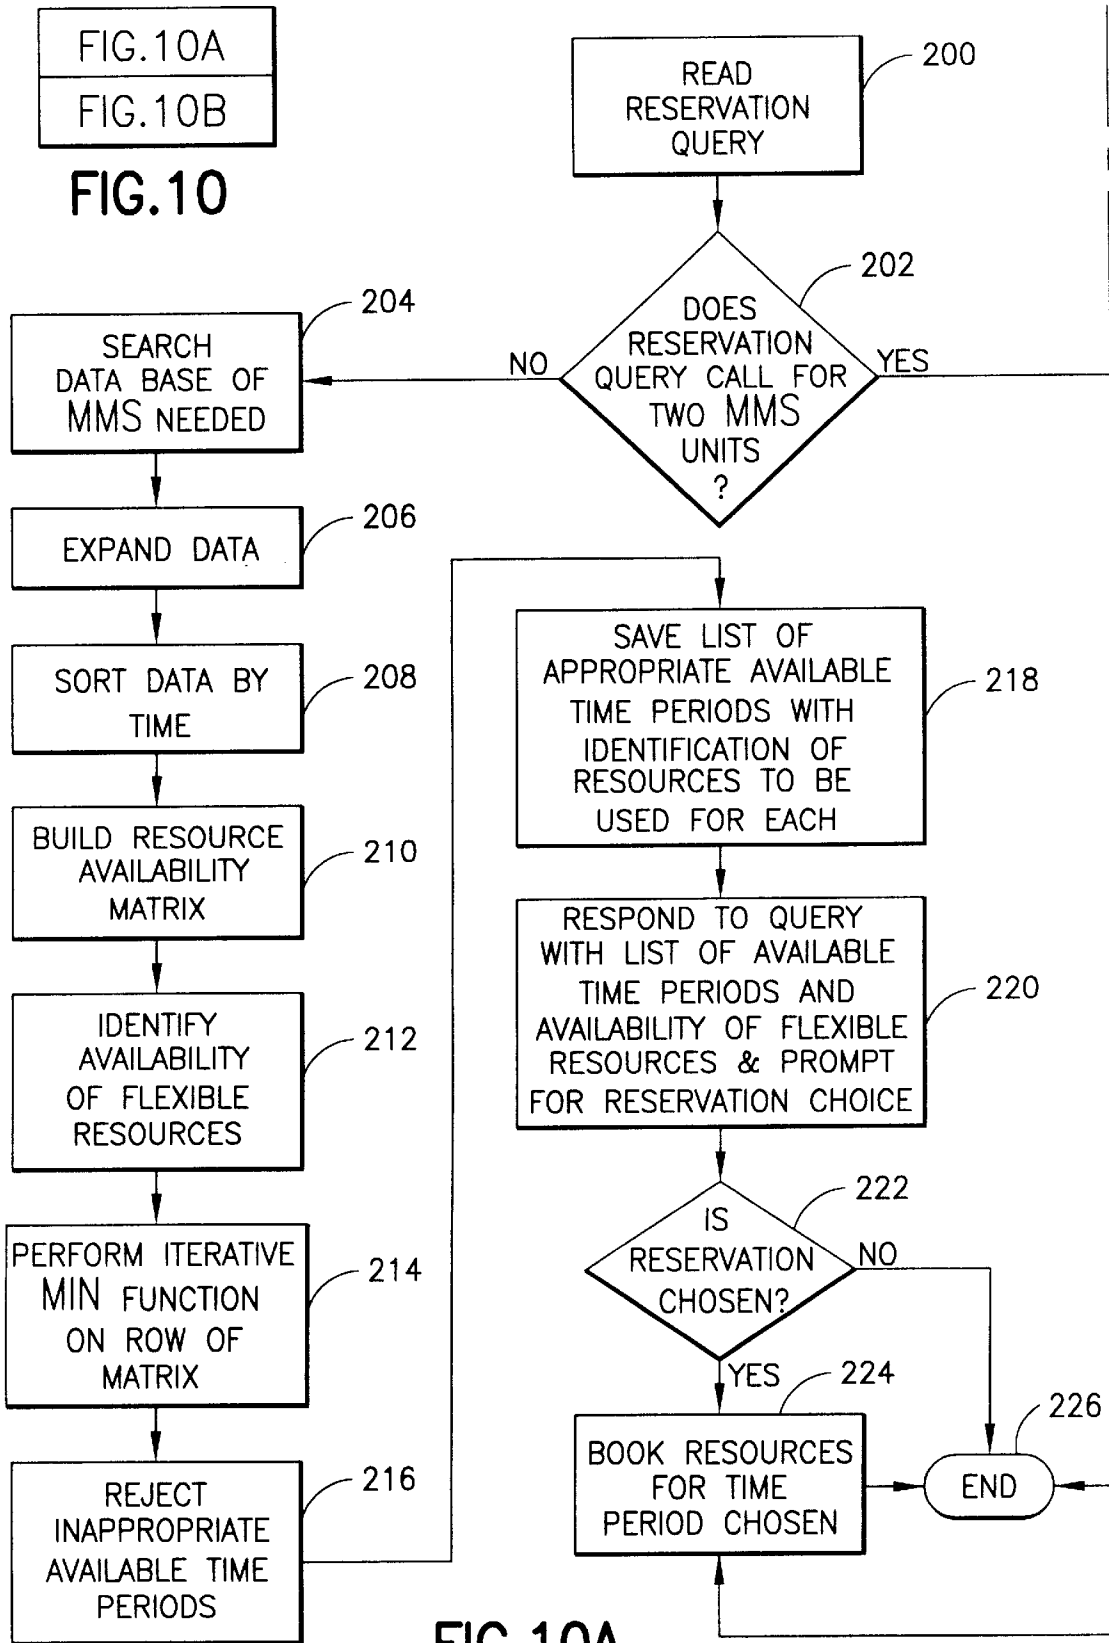 FIG.10A
FIG.10B
FIG.10
READ
RESERVATION
QUERY
200
DOES
RESERVATION
QUERY CALL FOR
TWO MMS
UNITS
?
202
NO
YES
SEARCH
DATA BASE OF
MMS NEEDED
204
EXPAND DATA
206
SORT DATA BY
TIME
208
BUILD RESOURCE
AVAILABILITY
MATRIX
210
IDENTIFY
AVAILABILITY
OF FLEXIBLE
RESOURCES
212
PERFORM ITERATIVE
MIN FUNCTION
ON ROW OF
MATRIX
214
REJECT
INAPPROPRIATE
AVAILABLE TIME
PERIODS
216
SAVE LIST OF
APPROPRIATE AVAILABLE
TIME PERIODS WITH
IDENTIFICATION OF
RESOURCES TO BE
USED FOR EACH
218
RESPOND TO QUERY
WITH LIST OF AVAILABLE
TIME PERIODS AND
AVAILABILITY OF FLEXIBLE
RESOURCES & PROMPT
FOR RESERVATION CHOICE
220
IS
RESERVATION
CHOSEN?
222
NO
YES
BOOK RESOURCES
FOR TIME
PERIOD CHOSEN
224
END
226
FIG.10A